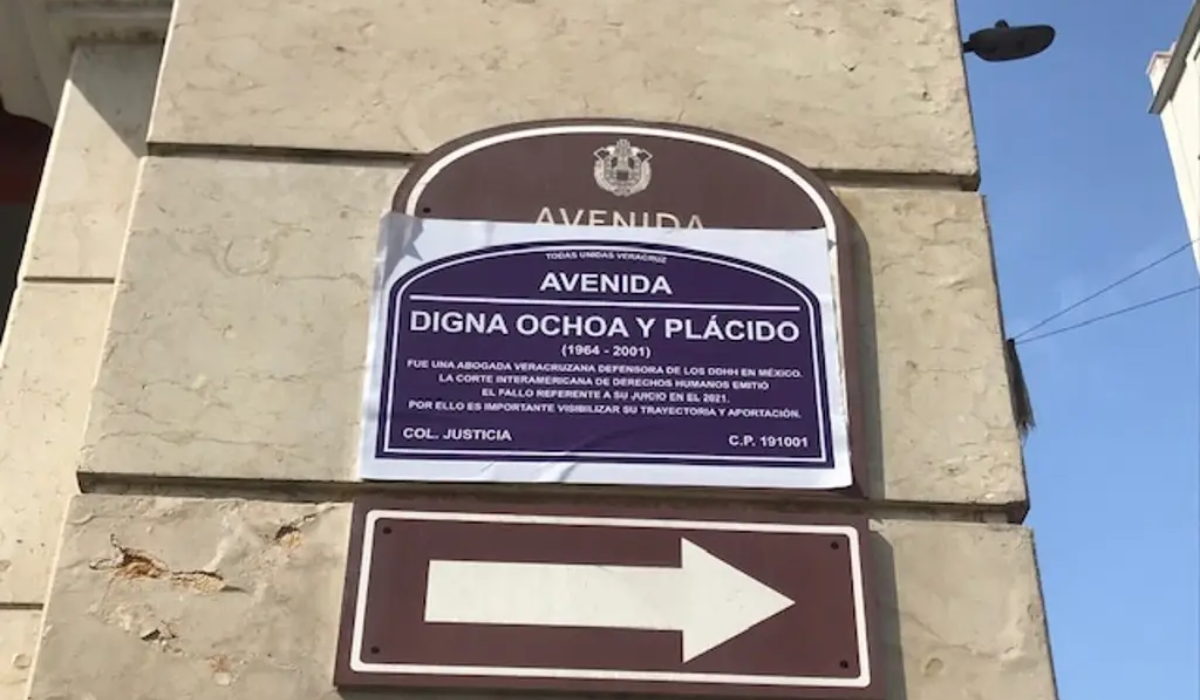 AVENIDA
TODAS UNIDAS VERACRUZ
AVENIDA
DIGNA OCHOA Y PLÁCIDO
(1964 - 2001)
FUE UNA ABOGADA VERACRUZANA DEFENSORA DE LOS DDHH EN MÉXICO.
LA CORTE INTERAMERICANA DE DERECHOS HUMANOS EMITIÓ
EL FALLO REFERENTE A SU JUICIO EN EL 2021.
POR ELLO ES IMPORTANTE VISIBILIZAR SU TRAYECTORIA Y APORTACIÓN.
COL. JUSTICIA
C.P. 191001